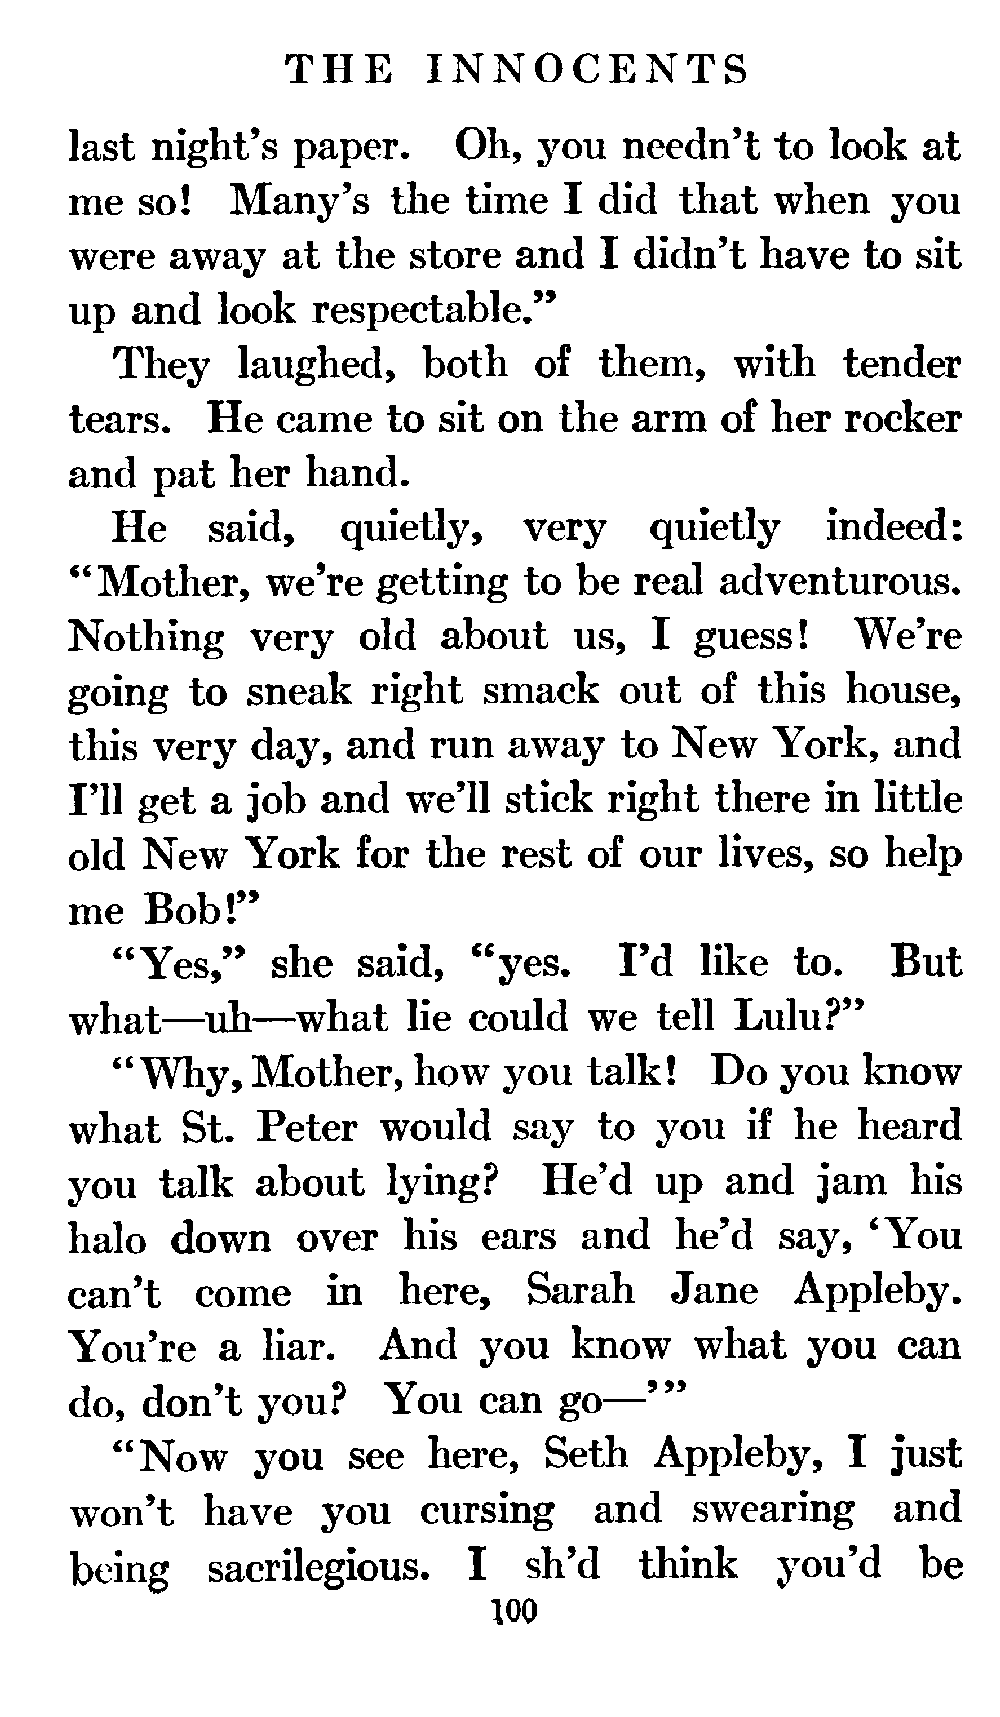 THE INNOCENTS
last night’s paper. Oh, you needn’t to look at
me so! Many’s the time I did that when you
were away at the store and I didn’t have to sit
up and look respectable.”
They laughed, both of them, with tender
tears. He came to sit on the arm of her rocker
and pat her hand.
He said, quietly, very quietly indeed:
“Mother, we’re getting to be real adventurous.
Nothing very old about us, I guess! We’re
going to sneak right smack out of this house,
this very day, and run away to New York, and
I’ll get a job and we’ll stick right there in little
old New York for the rest of our lives, so help
me Bob!”
“Yes,” she said, “yes. I’d like to. But
what—uh—what lie could we tell Lulu?”
“Why, Mother, how you talk! Do you know
what St. Peter would say to you if he heard
you talk about lying? He’d up and jam his
halo down over his ears and he’d say, ‘You
can’t come in here, Sarah Jane Appleby.
You’re a liar. And you know what you can
do, don’t you? You can go—’”
“Now you see here, Seth Appleby, I just
won’t have you cursing and swearing and
being sacrilegious. I sh’d think you’d be
100